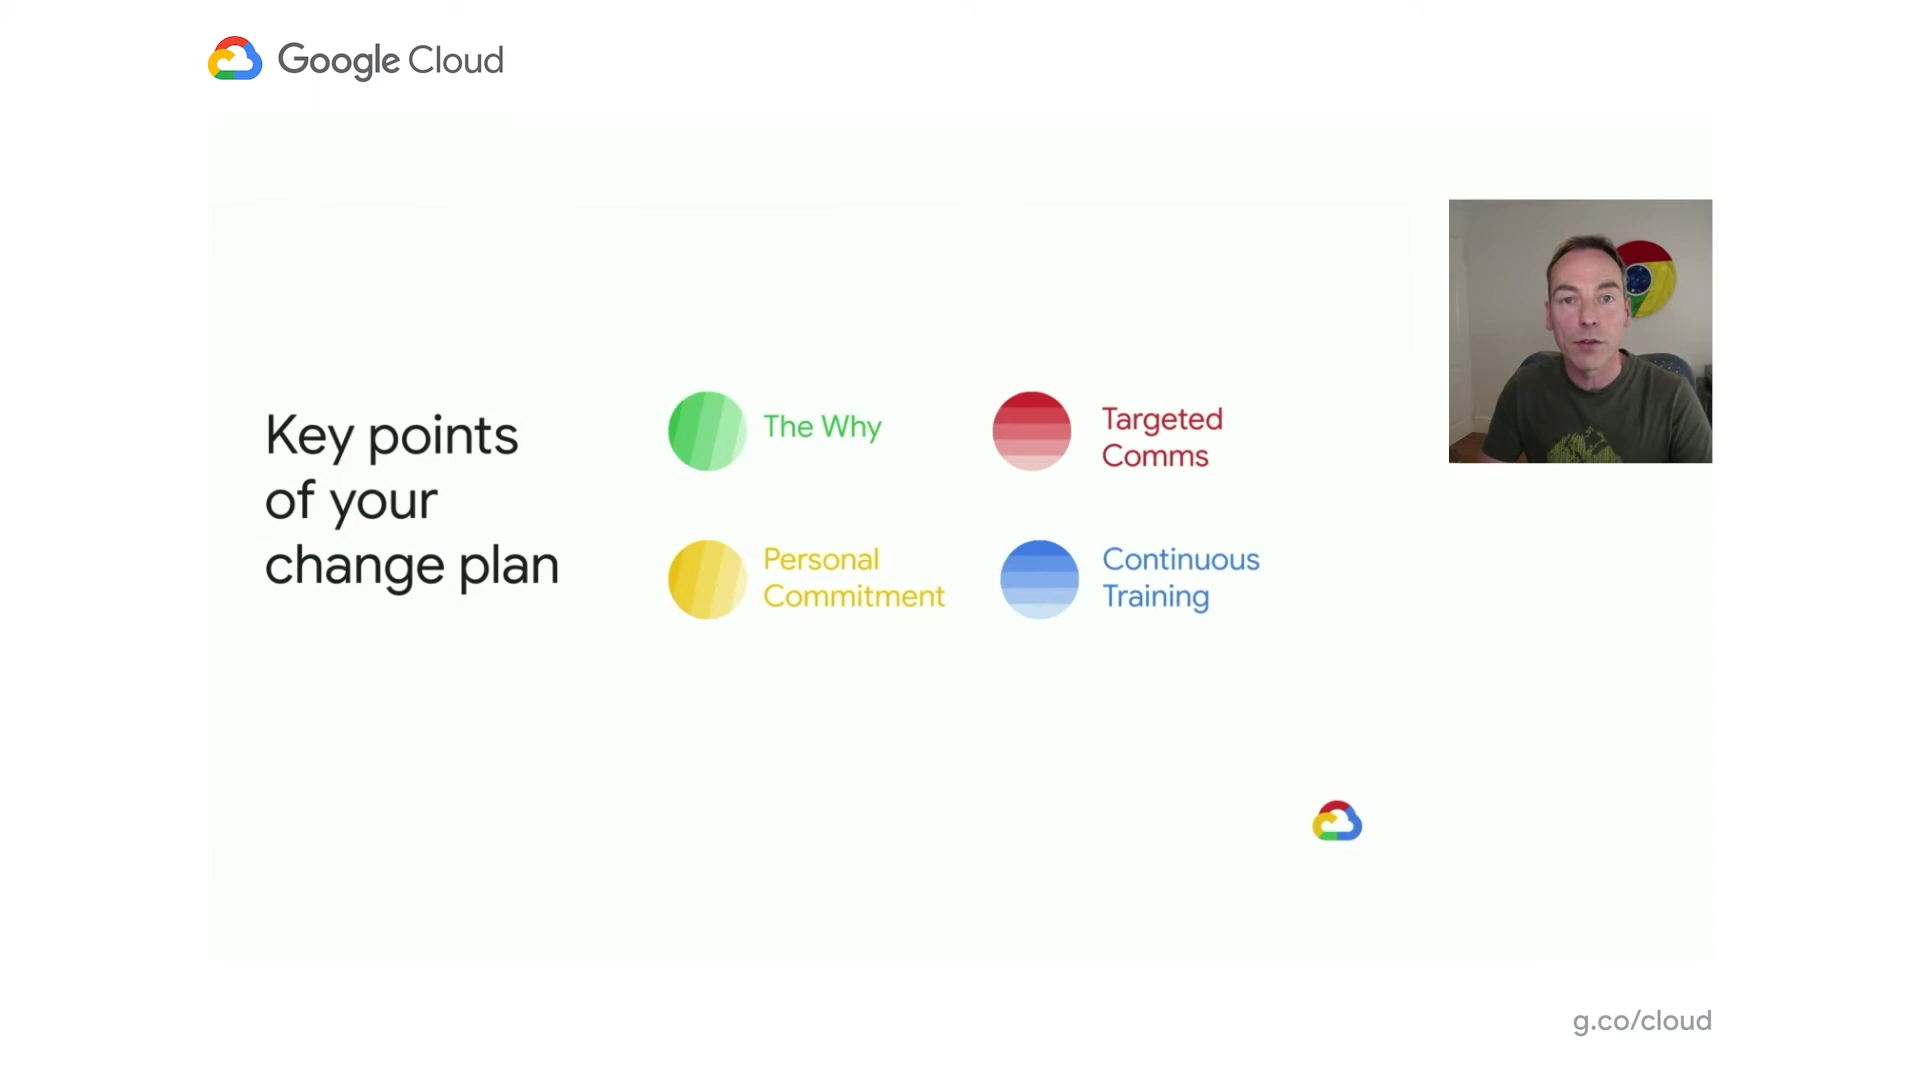 Google Cloud
Key points
of your
change plan
The Why
Targeted
Comms
Personal
Commitment
Continuous
Training
g.co/cloud